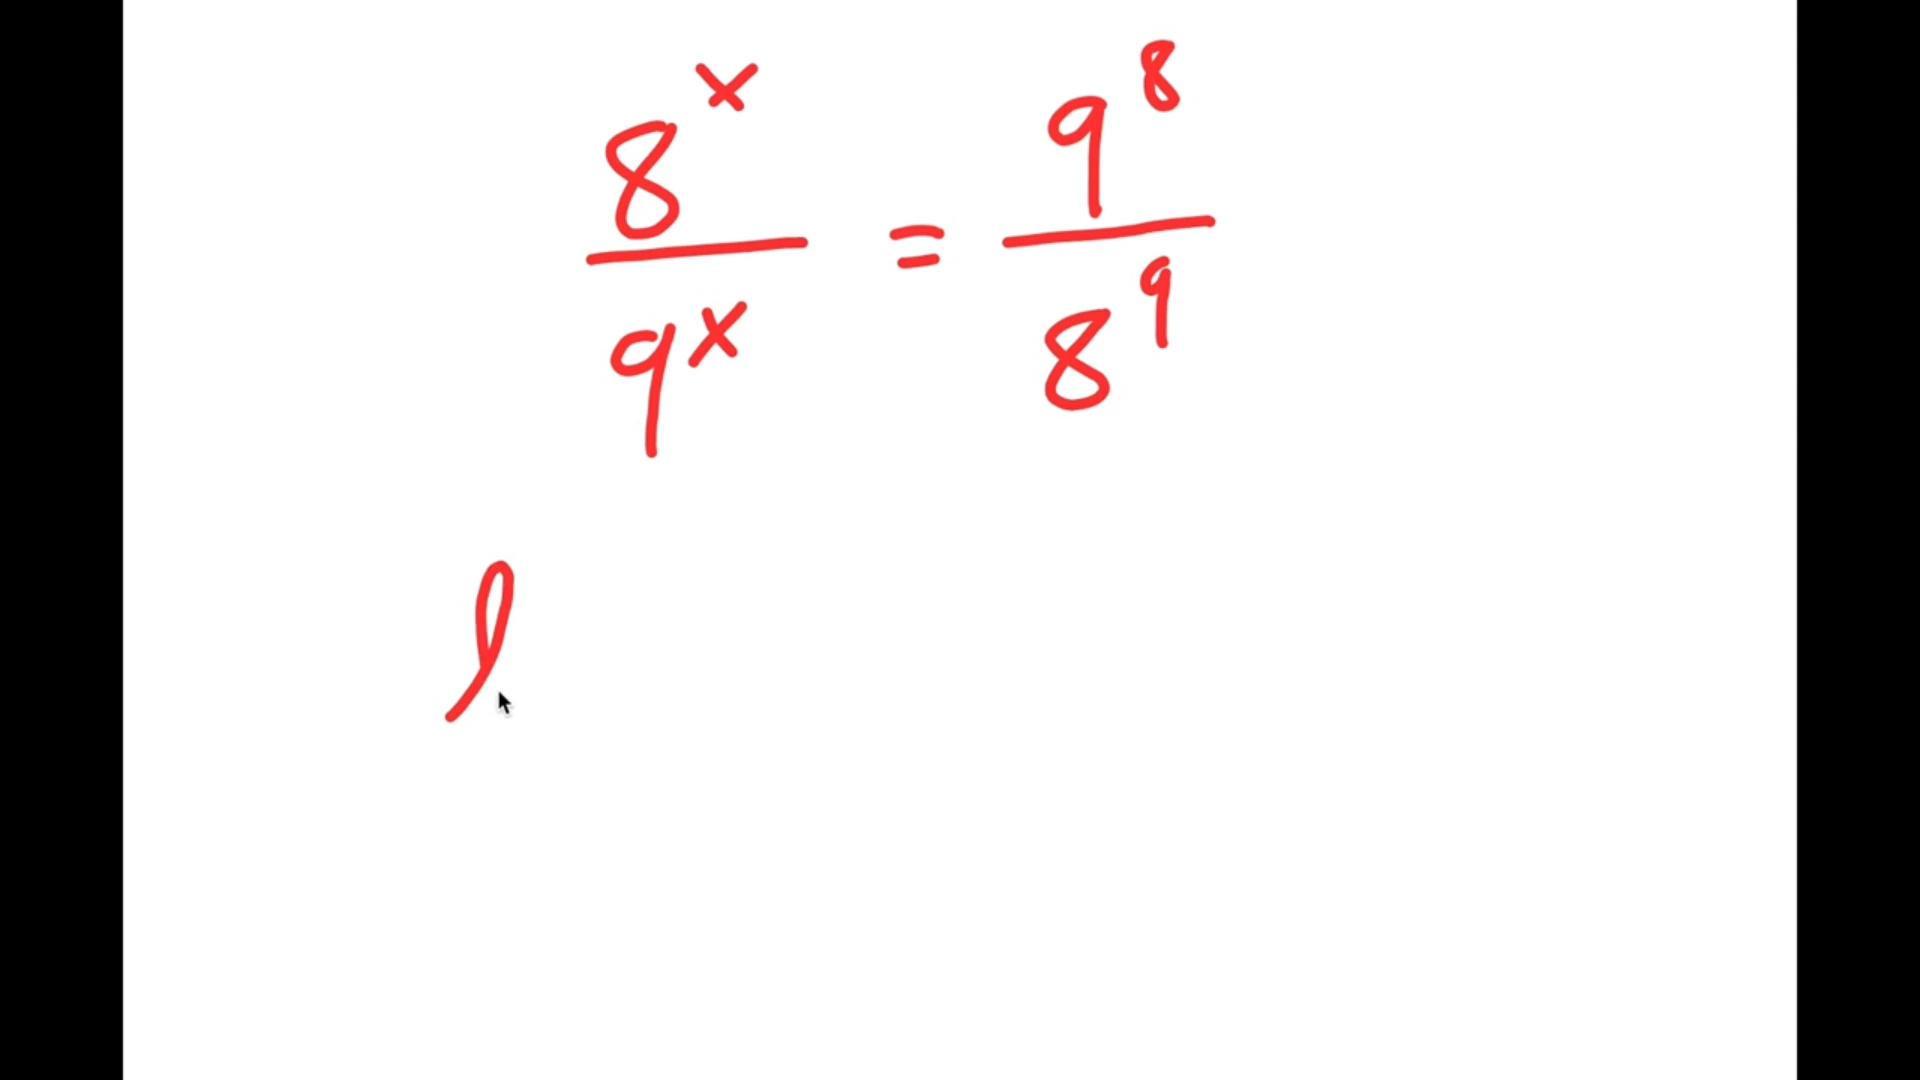 8^x / 9^x = 9^8 / 8^9
l